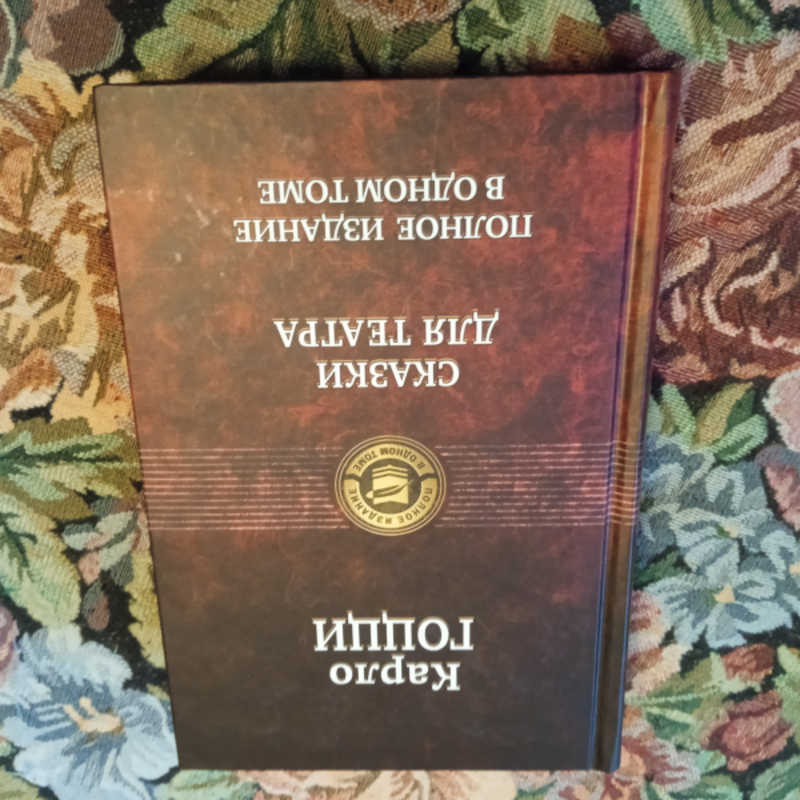 Карло
ГОЦЦИ
ПОЛНОЕ ИЗДАНИЕ
В ОДНОМ ТОМЕ
СКАЗКИ
ДЛЯ ТЕАТРА
ПОЛНОЕ ИЗДАНИЕ
В ОДНОМ ТОМЕ